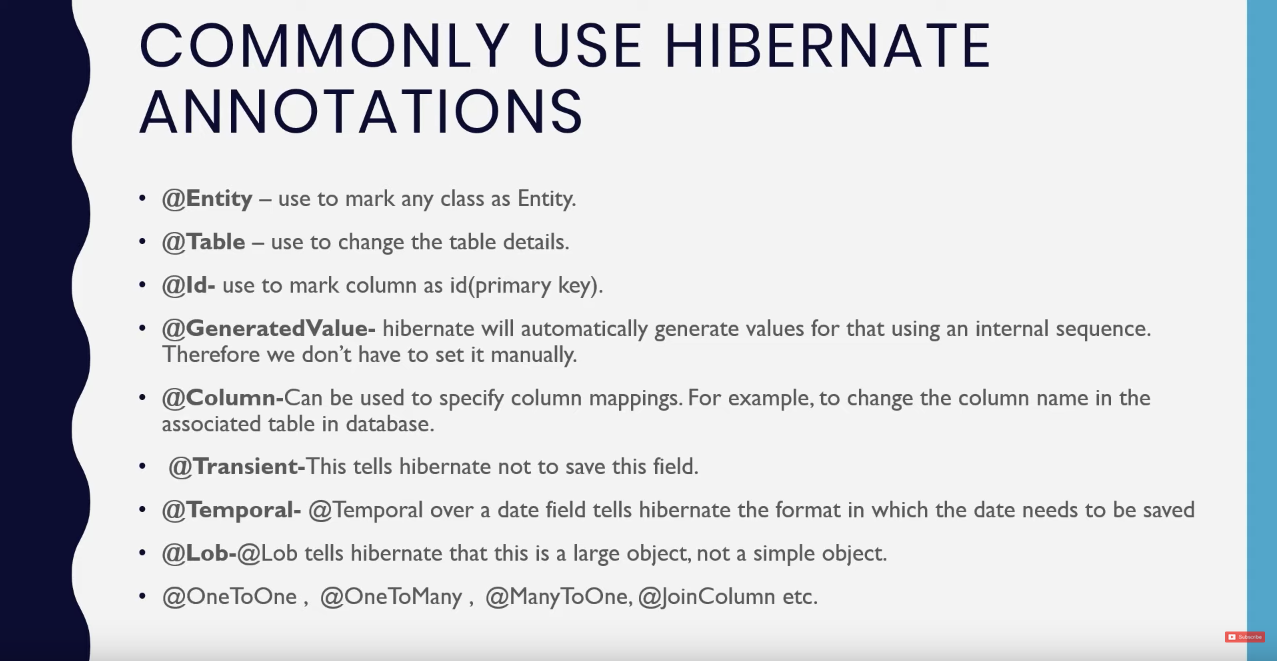 COMMONLY USE HIBERNATE
ANNOTATIONS
• @Entity – use to mark any class as Entity.
• @Table – use to change the table details.
• @Id- use to mark column as id(primary key).
• @GeneratedValue- hibernate will automatically generate values for that using an internal sequence.
Therefore we don’t have to set it manually.
• @Column-Can be used to specify column mappings. For example, to change the column name in the
associated table in database.
• @Transient-This tells hibernate not to save this field.
• @Temporal- @Temporal over a date field tells hibernate the format in which the date needs to be saved
• @Lob-@Lob tells hibernate that this is a large object, not a simple object.
• @OneToOne , @OneToMany , @ManyToOne, @JoinColumn etc.
Subscribe